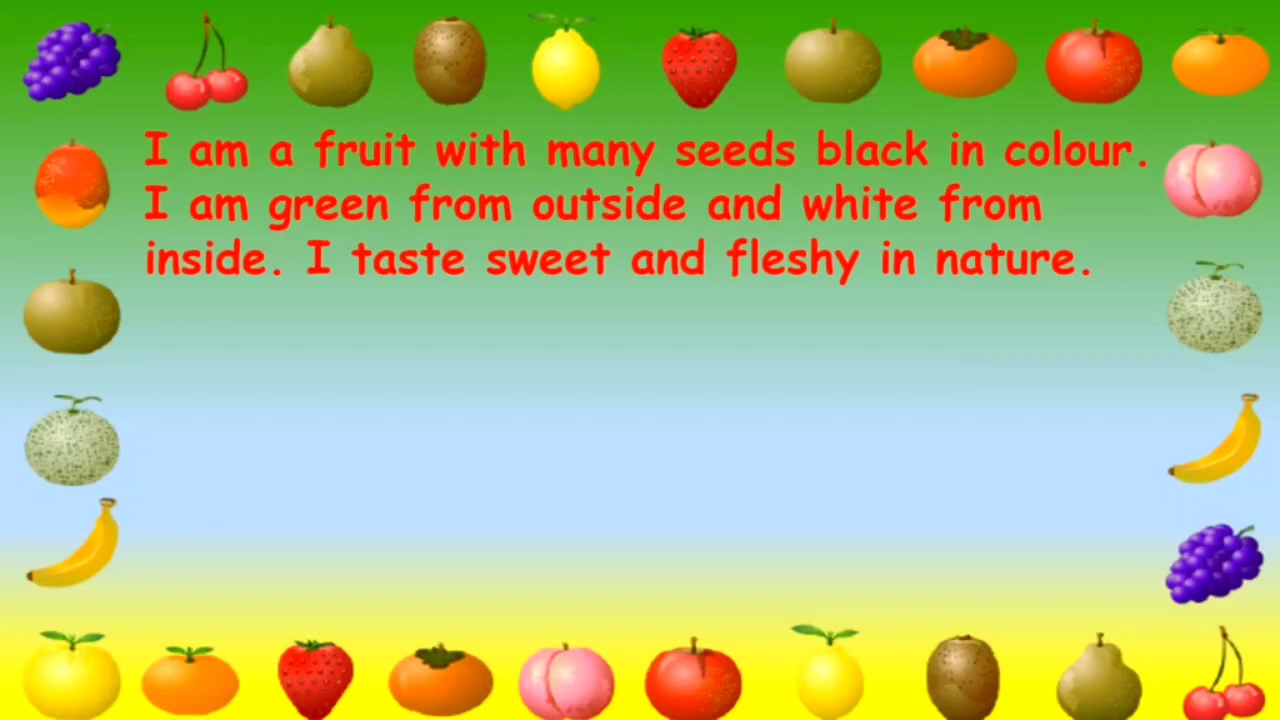 I am a fruit with many seeds black in colour.
I am green from outside and white from
inside. I taste sweet and fleshy in nature.